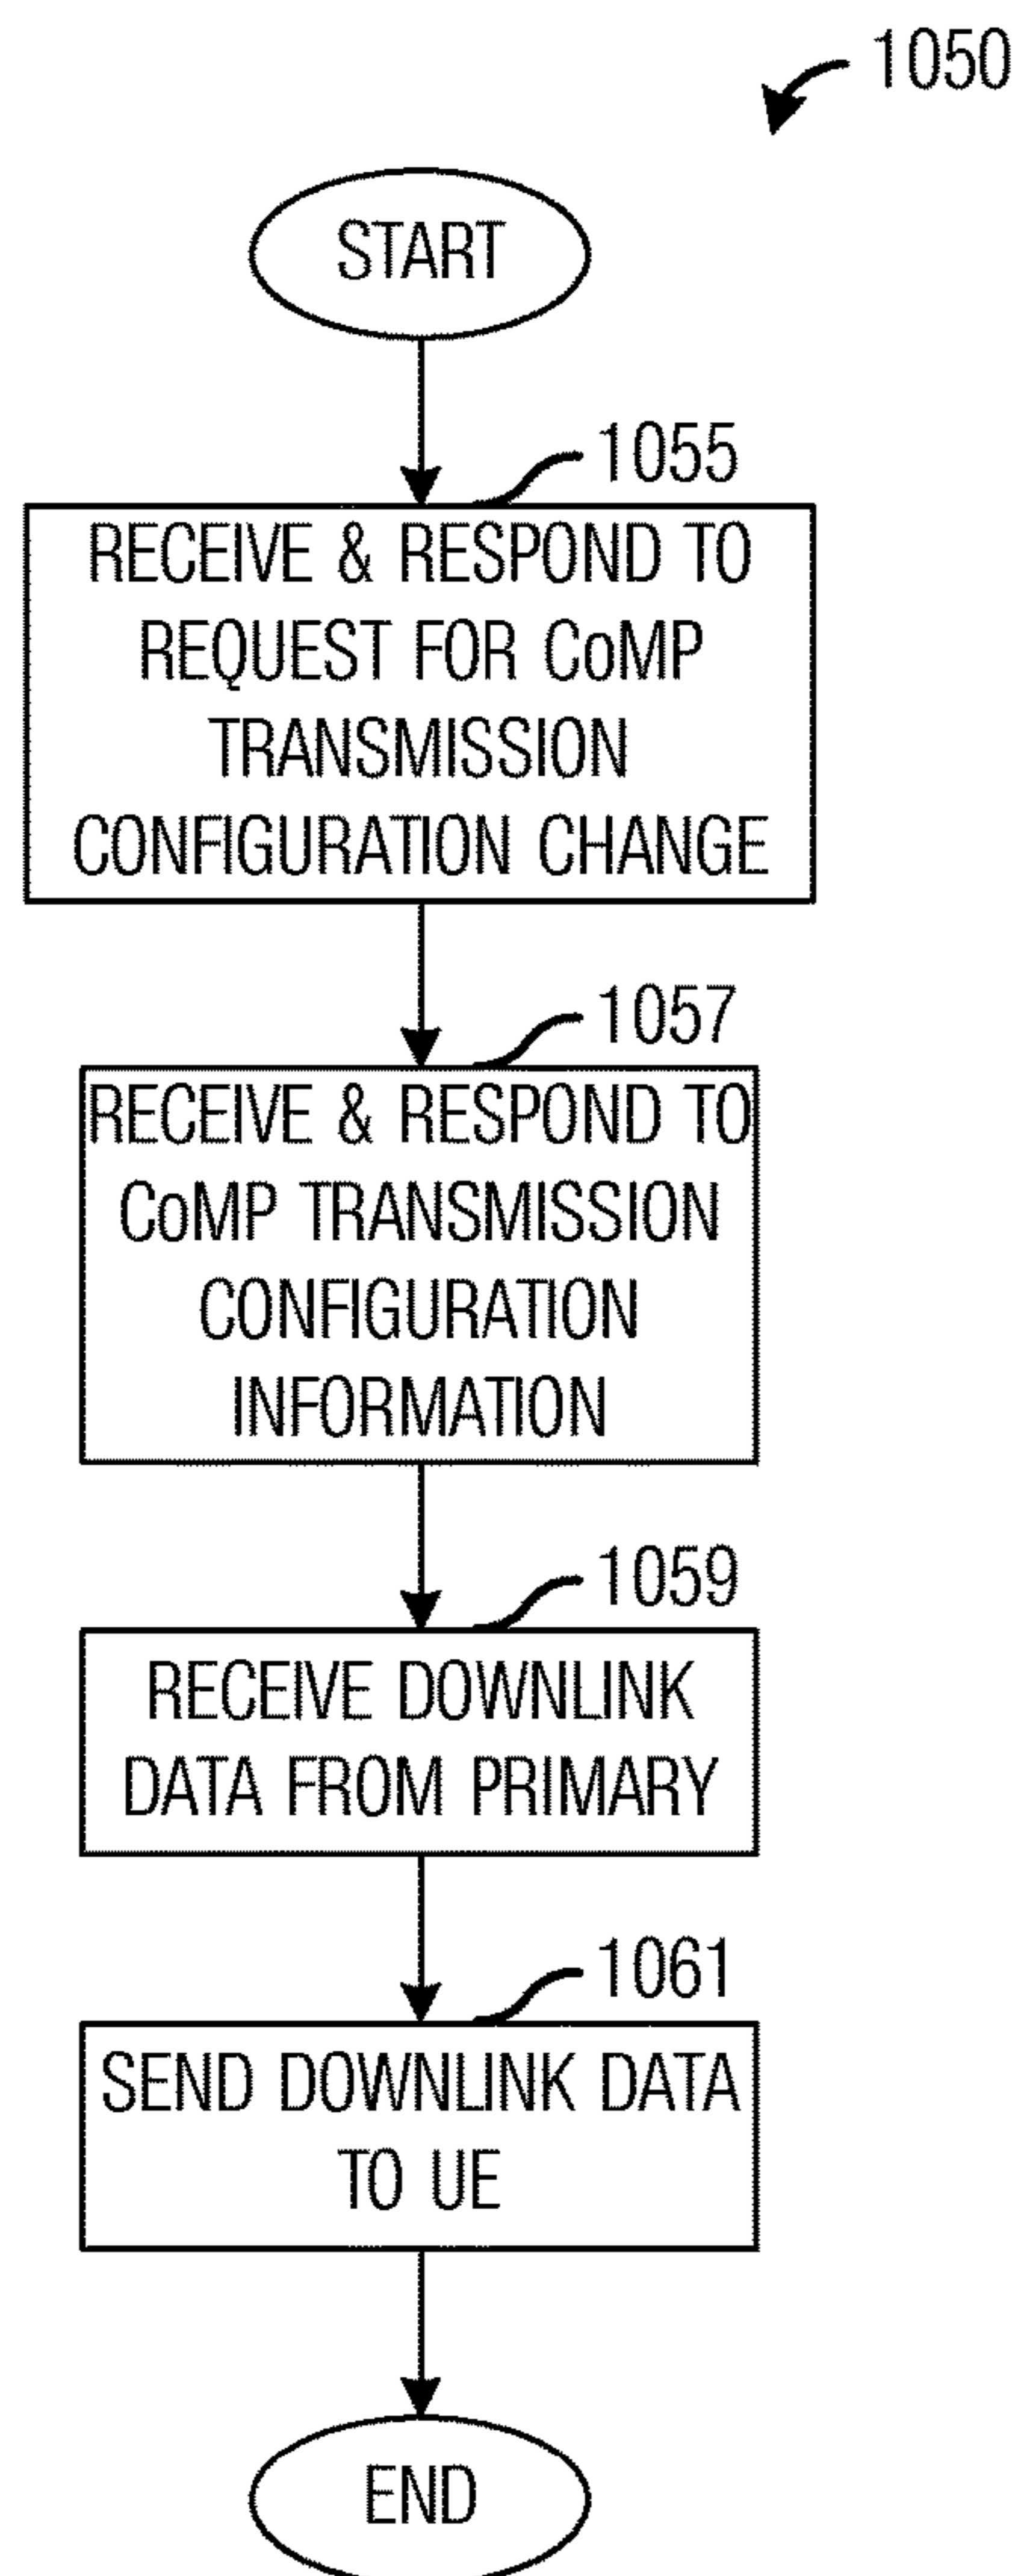 1050
START
1055
RECEIVE & RESPOND TO
REQUEST FOR CoMP
TRANSMISSION
CONFIGURATION CHANGE
1057
RECEIVE & RESPOND TO
CoMP TRANSMISSION
CONFIGURATION
INFORMATION
1059
RECEIVE DOWNLINK
DATA FROM PRIMARY
1061
SEND DOWNLINK DATA
TO UE
END